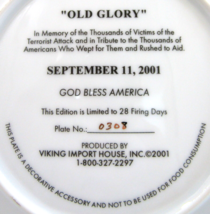 "OLD GLORY"
In Memory of the Thousands of Victims of the
Terrorist Attack and in Tribute to the Thousands of
Americans Who Wept for Them and Rushed to Aid.
SEPTEMBER 11, 2001
GOD BLESS AMERICA
This Edition is Limited to 28 Firing Days
Plate No.: 0308
PRODUCED BY
VIKING IMPORT HOUSE, INC.©2001
1-800-327-2297
THIS PLATE IS A DECORATIVE ACCESSORY AND NOT TO BE USED FOR FOOD CONSUMPTION